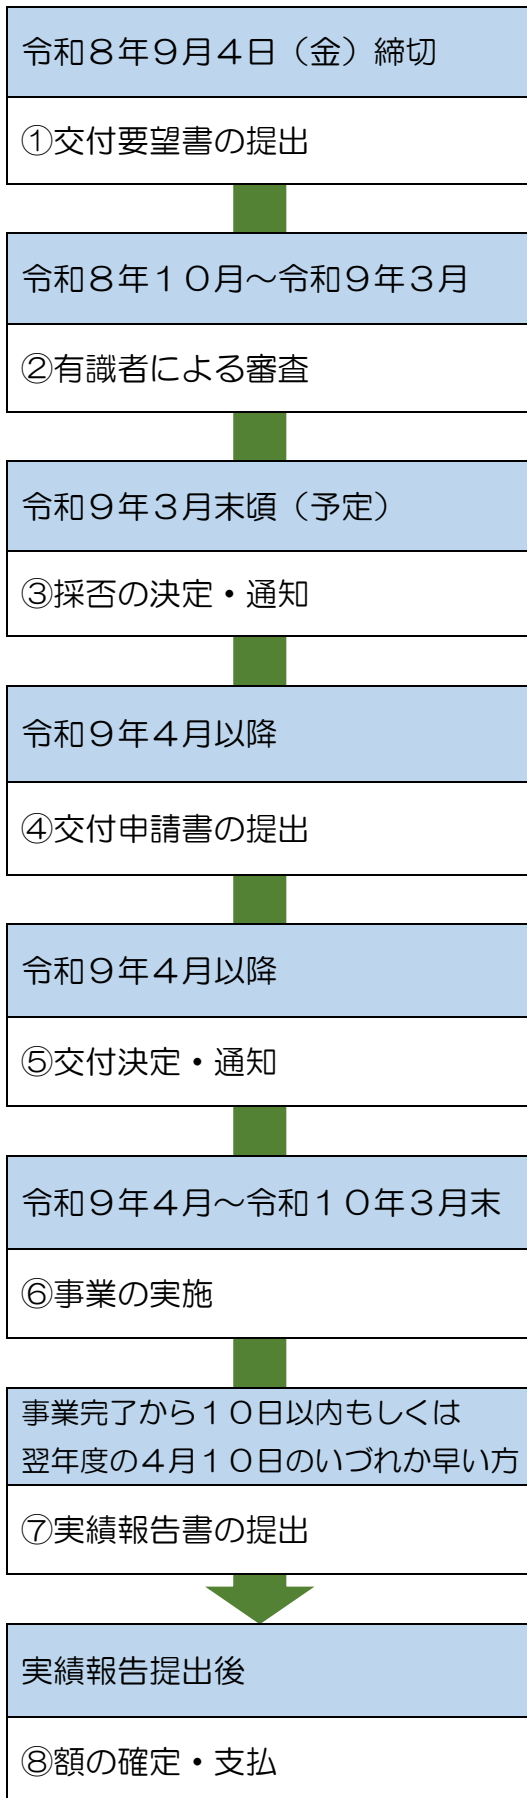 令和８年９月４日（金）締切
①交付要望書の提出
令和８年１０月～令和９年３月
②有識者による審査
令和９年３月末頃（予定）
③採否の決定・通知
令和９年４月以降
④交付申請書の提出
令和９年４月以降
⑤交付決定・通知
令和９年４月～令和１０年３月末
⑥事業の実施
事業完了から１０日以内もしくは
翌年度の４月１０日のいづれか早い方
⑦実績報告書の提出
実績報告提出後
⑧額の確定・支払